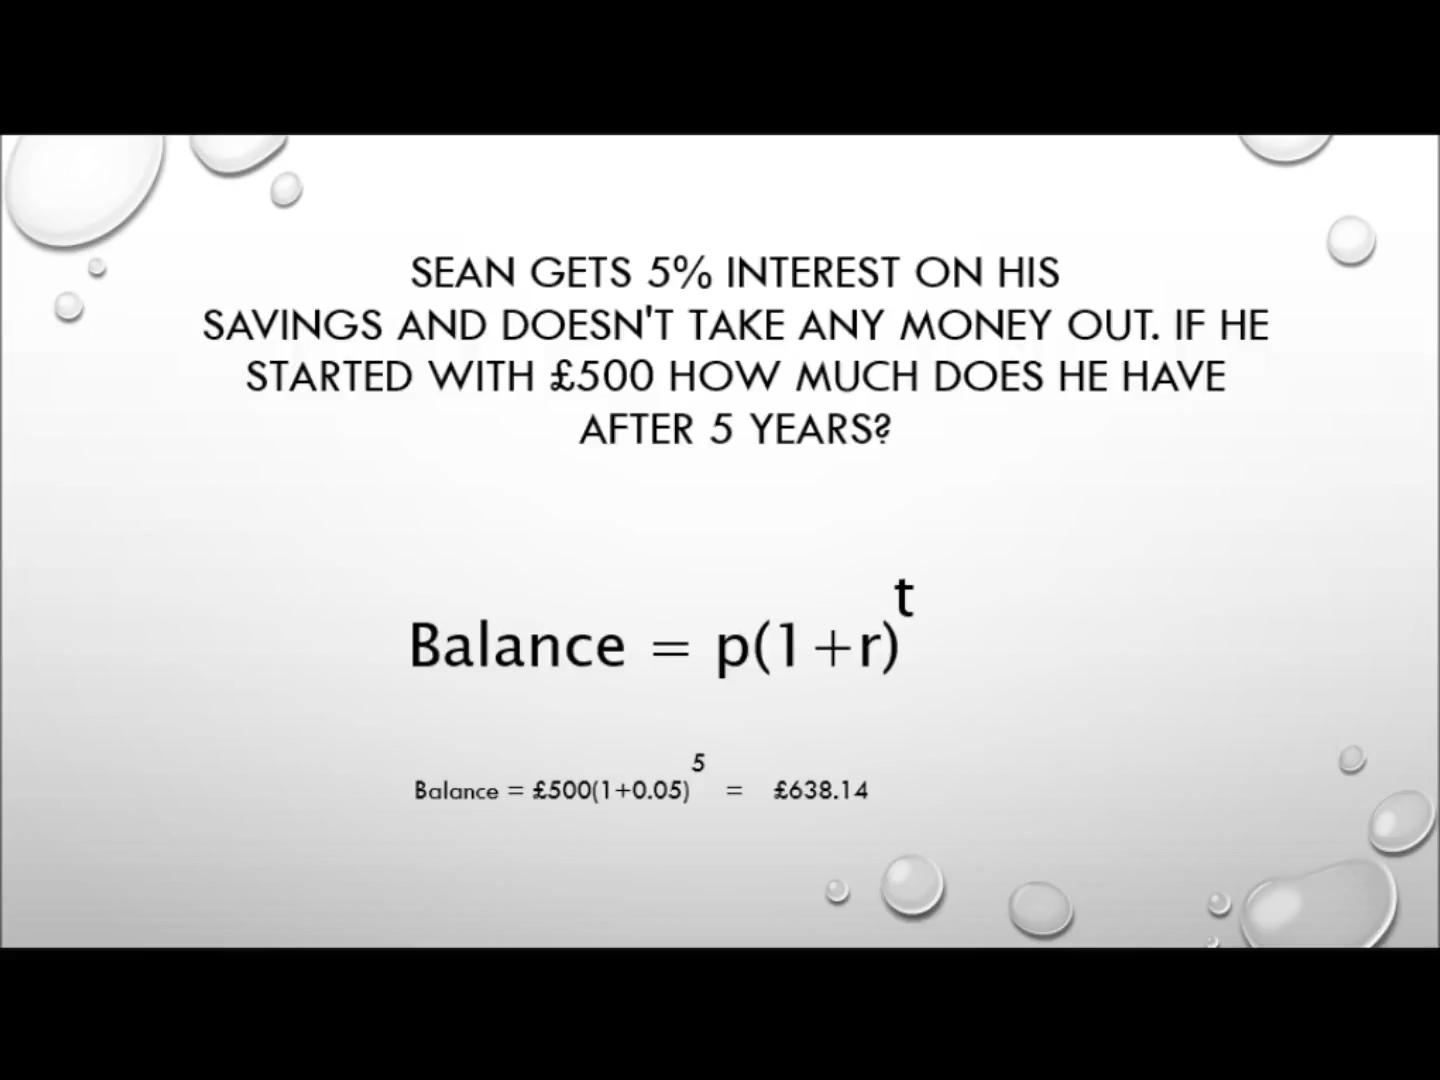 SEAN GETS 5% INTEREST ON HIS
SAVINGS AND DOESN'T TAKE ANY MONEY OUT. IF HE
STARTED WITH £500 HOW MUCH DOES HE HAVE
AFTER 5 YEARS?
Balance = p(1+r)^t
Balance = £500(1+0.05)^5 = £638.14